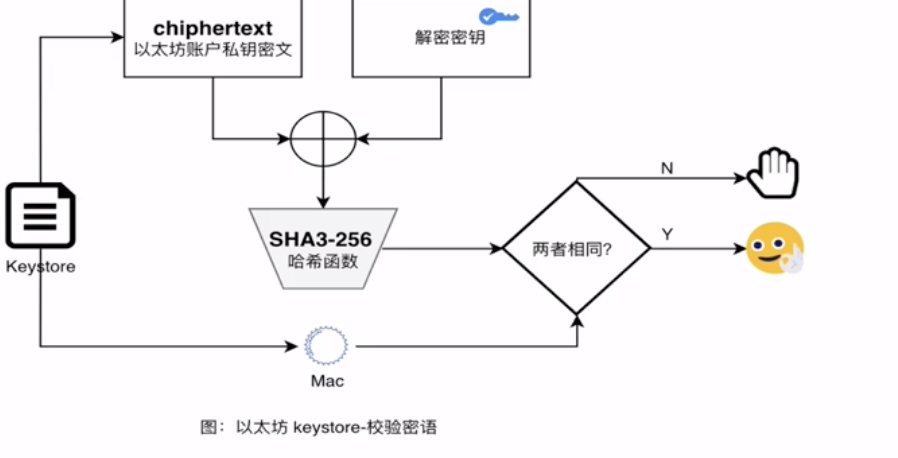 chiphertext
以太坊账户私钥密文
解密密钥
N
SHA3-256
哈希函数
两者相同?
Y
Keystore
Mac
图：以太坊 keystore-校验密语